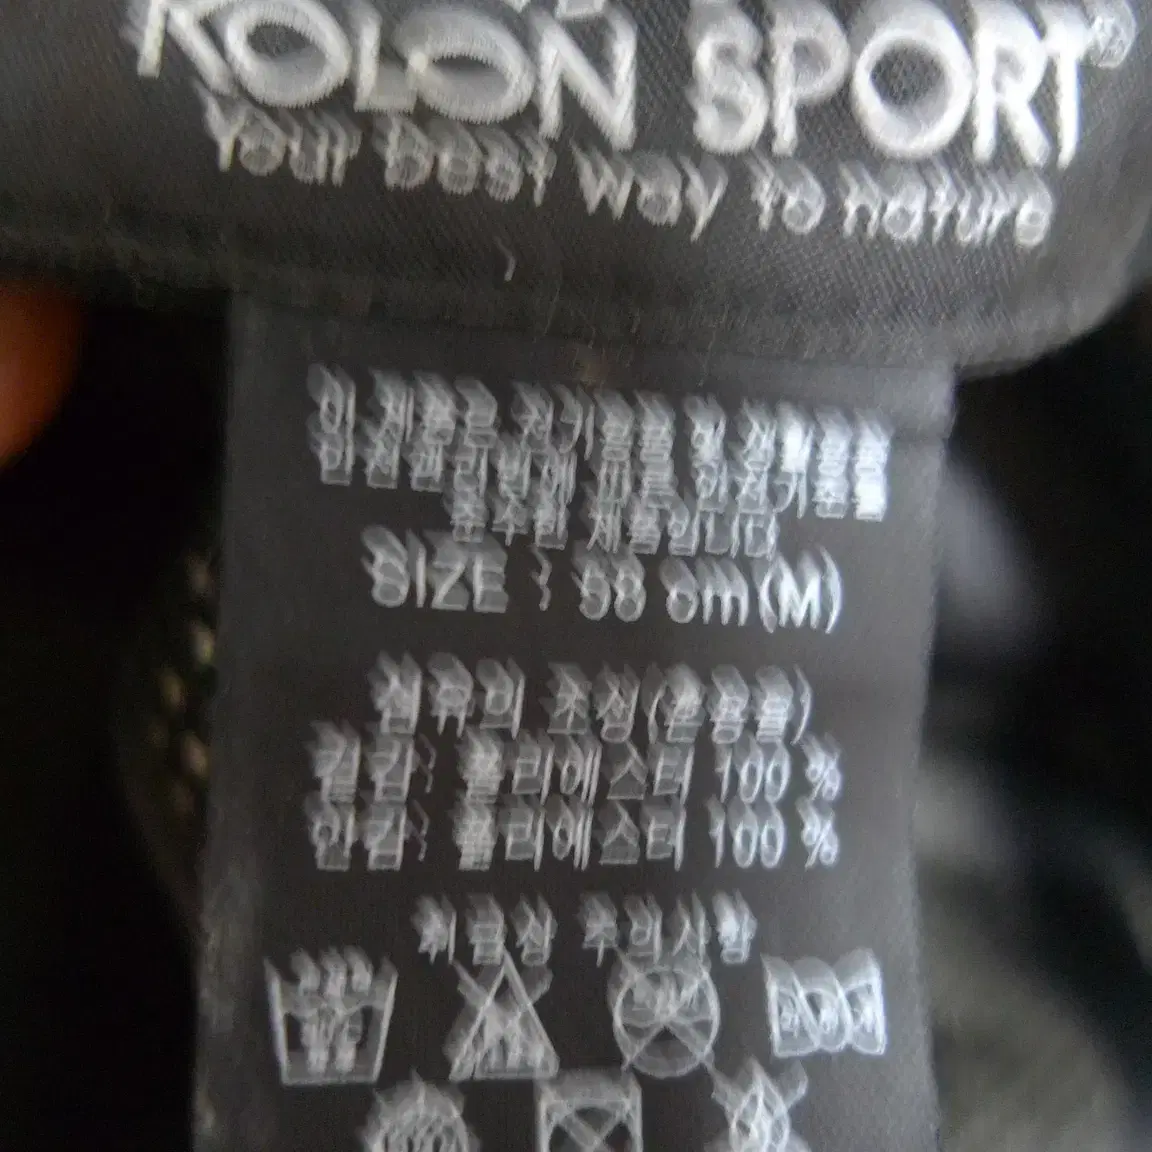 KOLON SPORT®
Your best way to nature
이 제품은 전기용품 및 생활용품
안전관리법에 따른 안전기준을
준수한 제품입니다
SIZE : 98 cm(M)
섬유의 조성(혼용율)
겉감: 폴리에스터 100 %
안감: 폴리에스터 100 %
취급상 주의사항